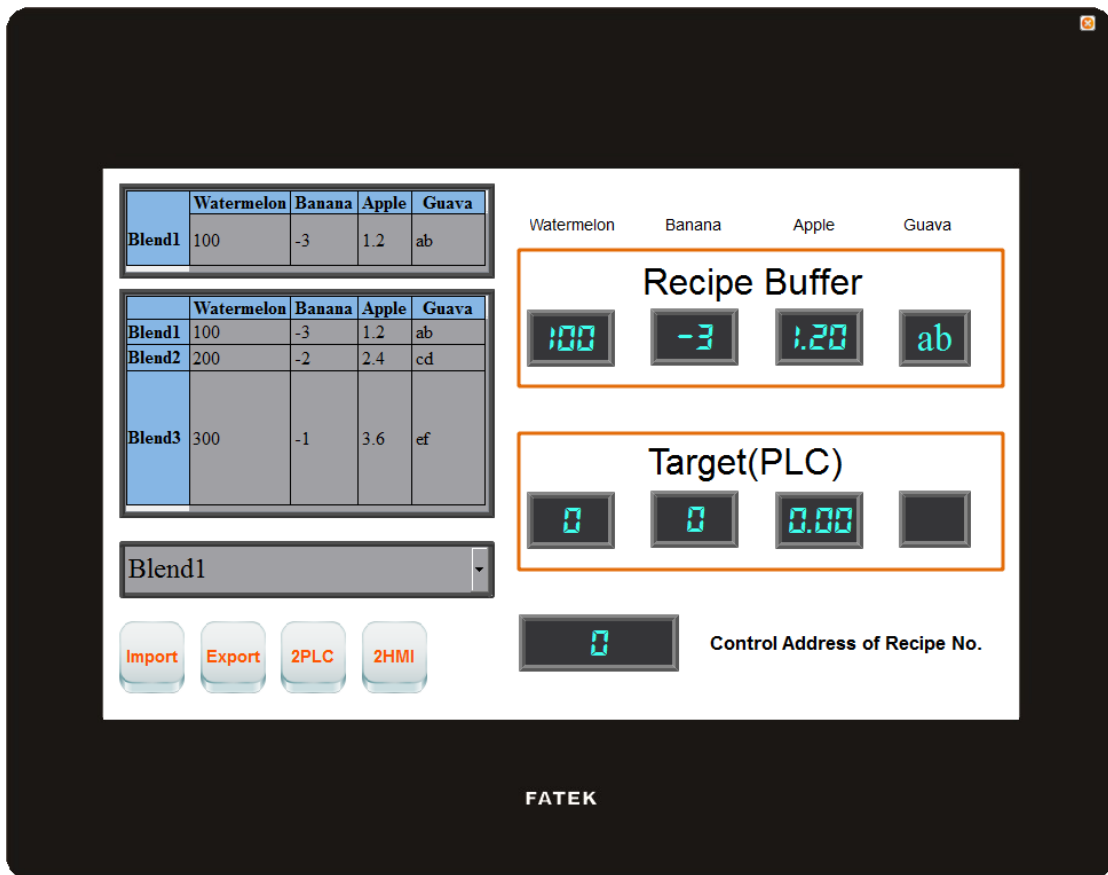 Watermelon Banana Apple Guava
Blend1 100 -3 1.2 ab
Watermelon Banana Apple Guava
Blend1 100 -3 1.2 ab
Blend2 200 -2 2.4 cd
Blend3 300 -1 3.6 ef
Blend1
Import Export 2PLC 2HMI
Watermelon Banana Apple Guava
Recipe Buffer
100 -3 1.20 ab
Target(PLC)
0 0 0.00
0 Control Address of Recipe No.
FATEK